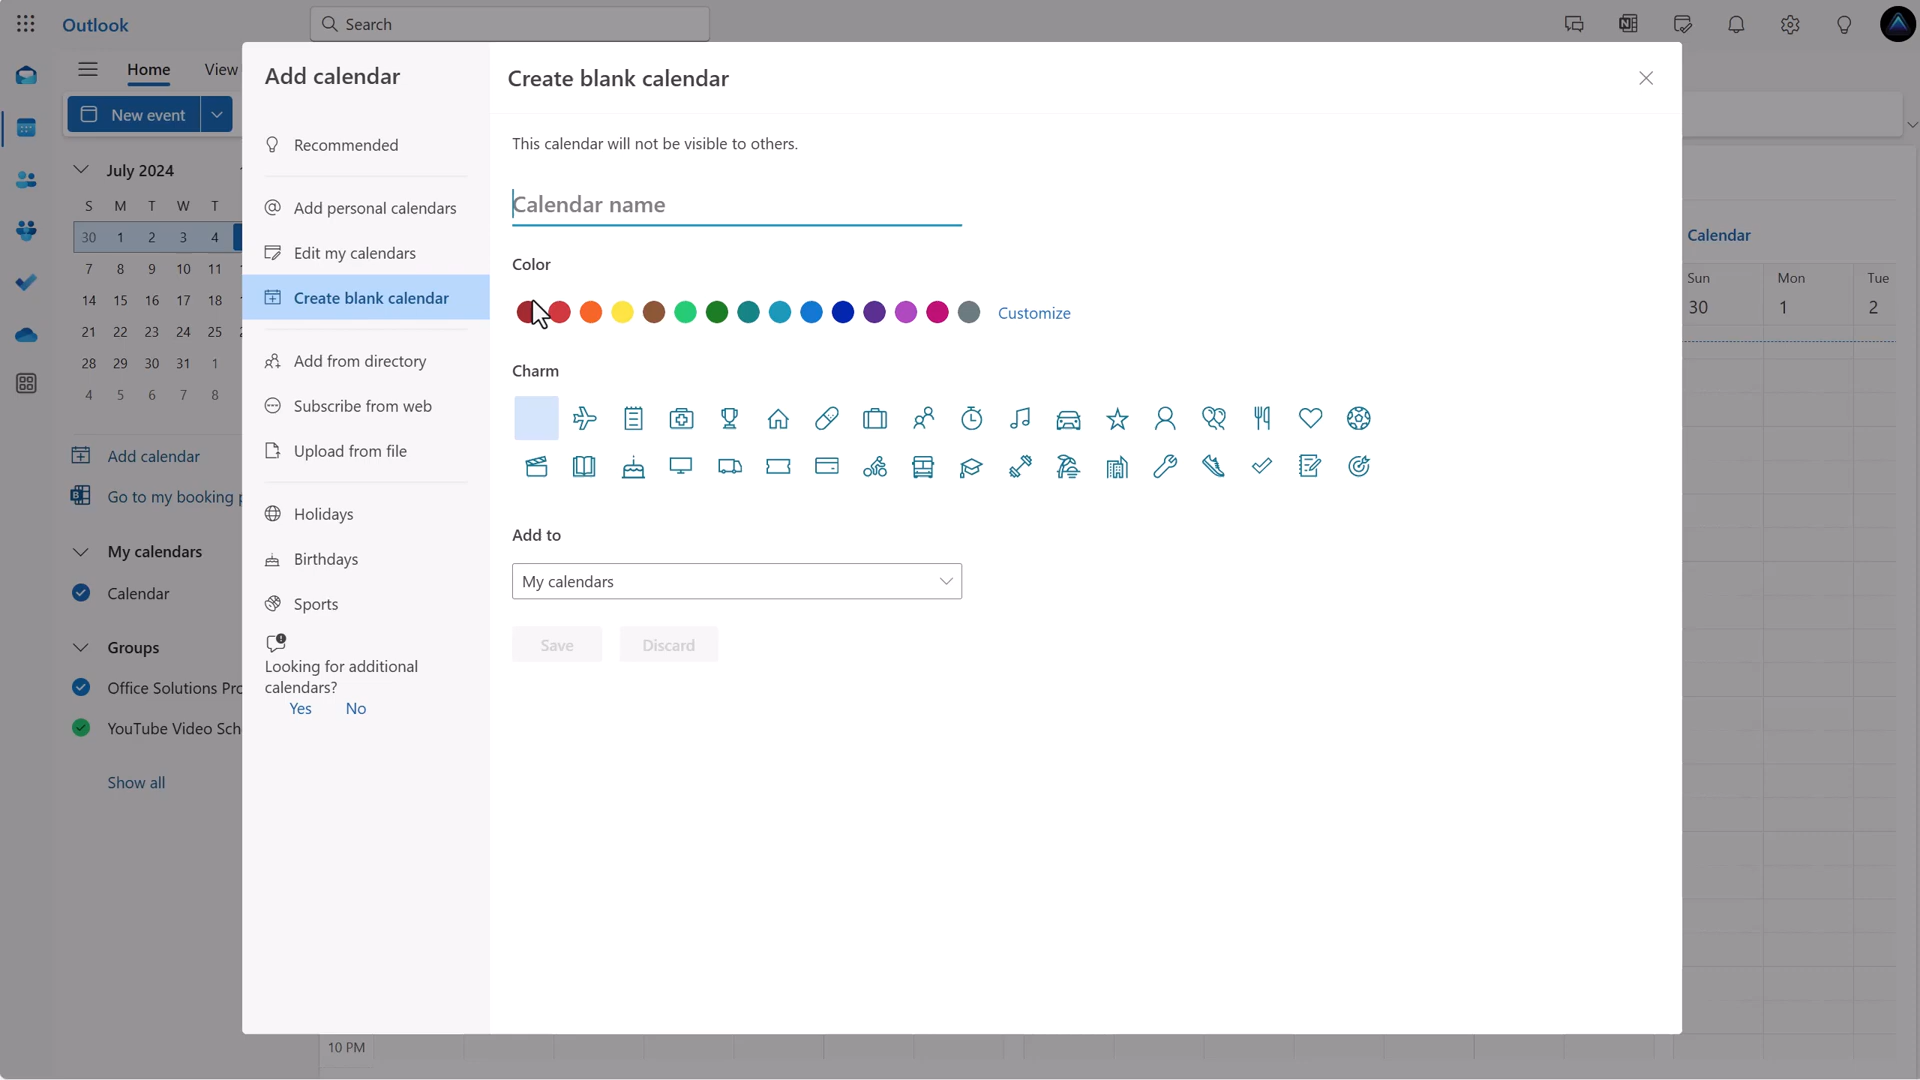 Outlook
Search
Home
View
New event
July 2024
S M T W T
30 1 2 3 4
7 8 9 10 11
14 15 16 17 18
21 22 23 24 25
28 29 30 31 1
4 5 6 7 8
Add calendar
Go to my booking
My calendars
Calendar
Groups
Office Solutions Pro
YouTube Video Sch
Show all
Add calendar
Recommended
Add personal calendars
Edit my calendars
Create blank calendar
Add from directory
Subscribe from web
Upload from file
Holidays
Birthdays
Sports
Looking for additional
calendars?
Yes No
Create blank calendar
This calendar will not be visible to others.
Calendar name
Color
Customize
Charm
Add to
My calendars
Save Discard
Calendar
Sun Mon Tue
30 1 2
10 PM